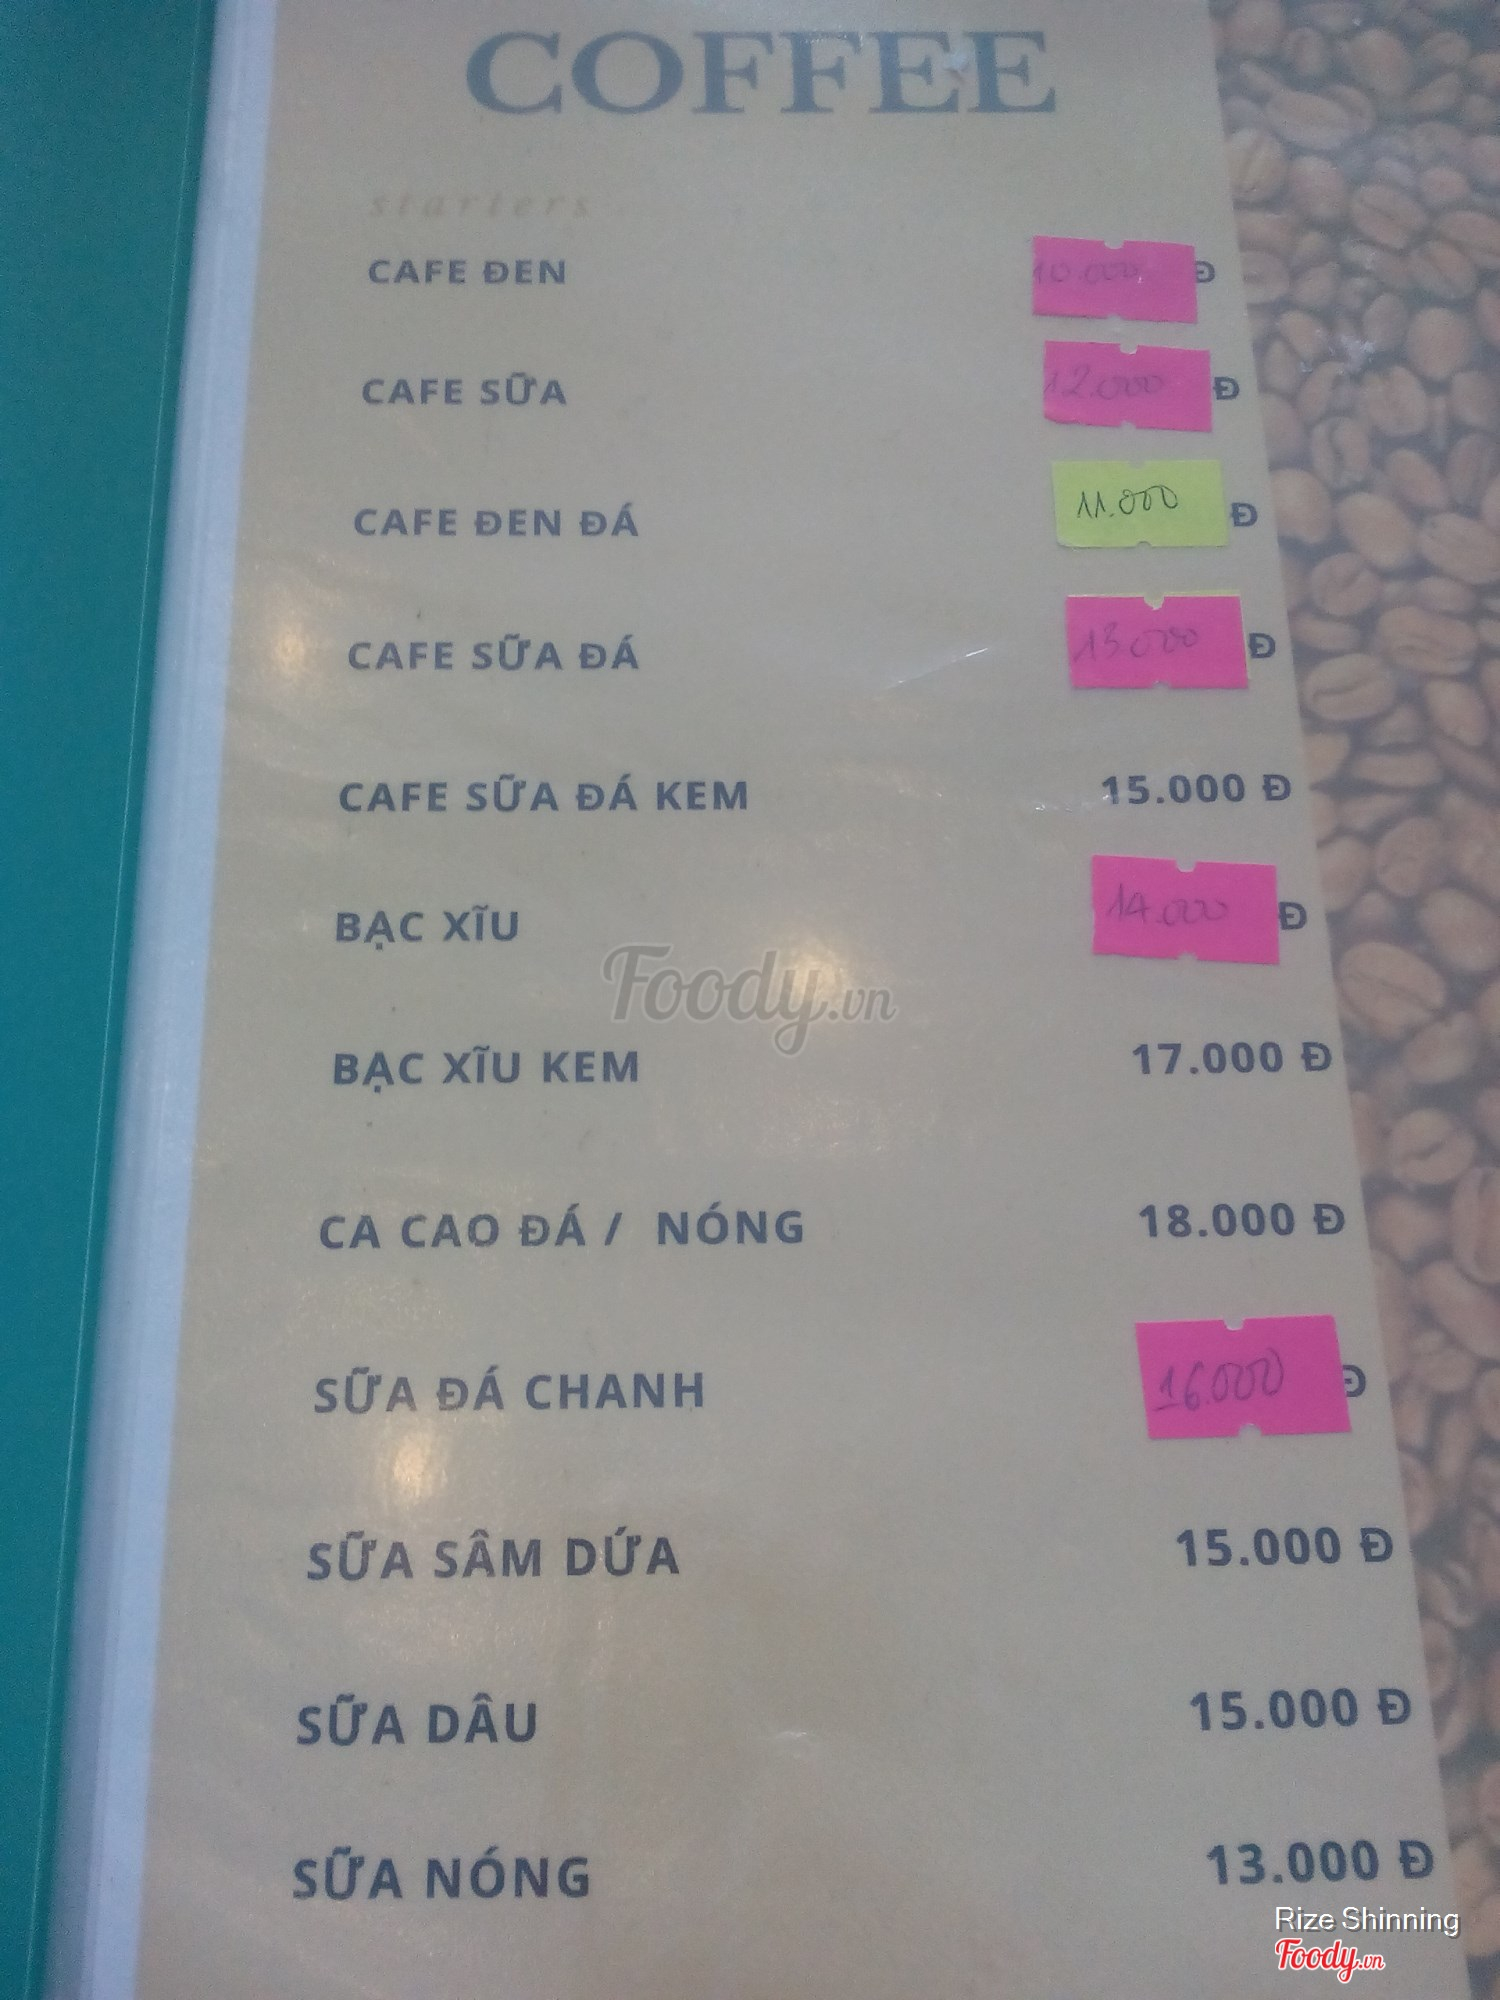 COFFEE
starters
CAFE ĐEN 10.000 Đ
CAFE SỮA 12.000 Đ
CAFE ĐEN ĐÁ 11.000 Đ
CAFE SỮA ĐÁ 13.000 Đ
CAFE SỮA ĐÁ KEM 15.000 Đ
BẠC XĨU 14.000 Đ
Foody.vn
BẠC XĨU KEM 17.000 Đ
CA CAO ĐÁ / NÓNG 18.000 Đ
SỮA ĐÁ CHANH 16.000 Đ
SỮA SÂM DỨA 15.000 Đ
SỮA DÂU 15.000 Đ
SỮA NÓNG 13.000 Đ
Rize Shinning
Foody.vn